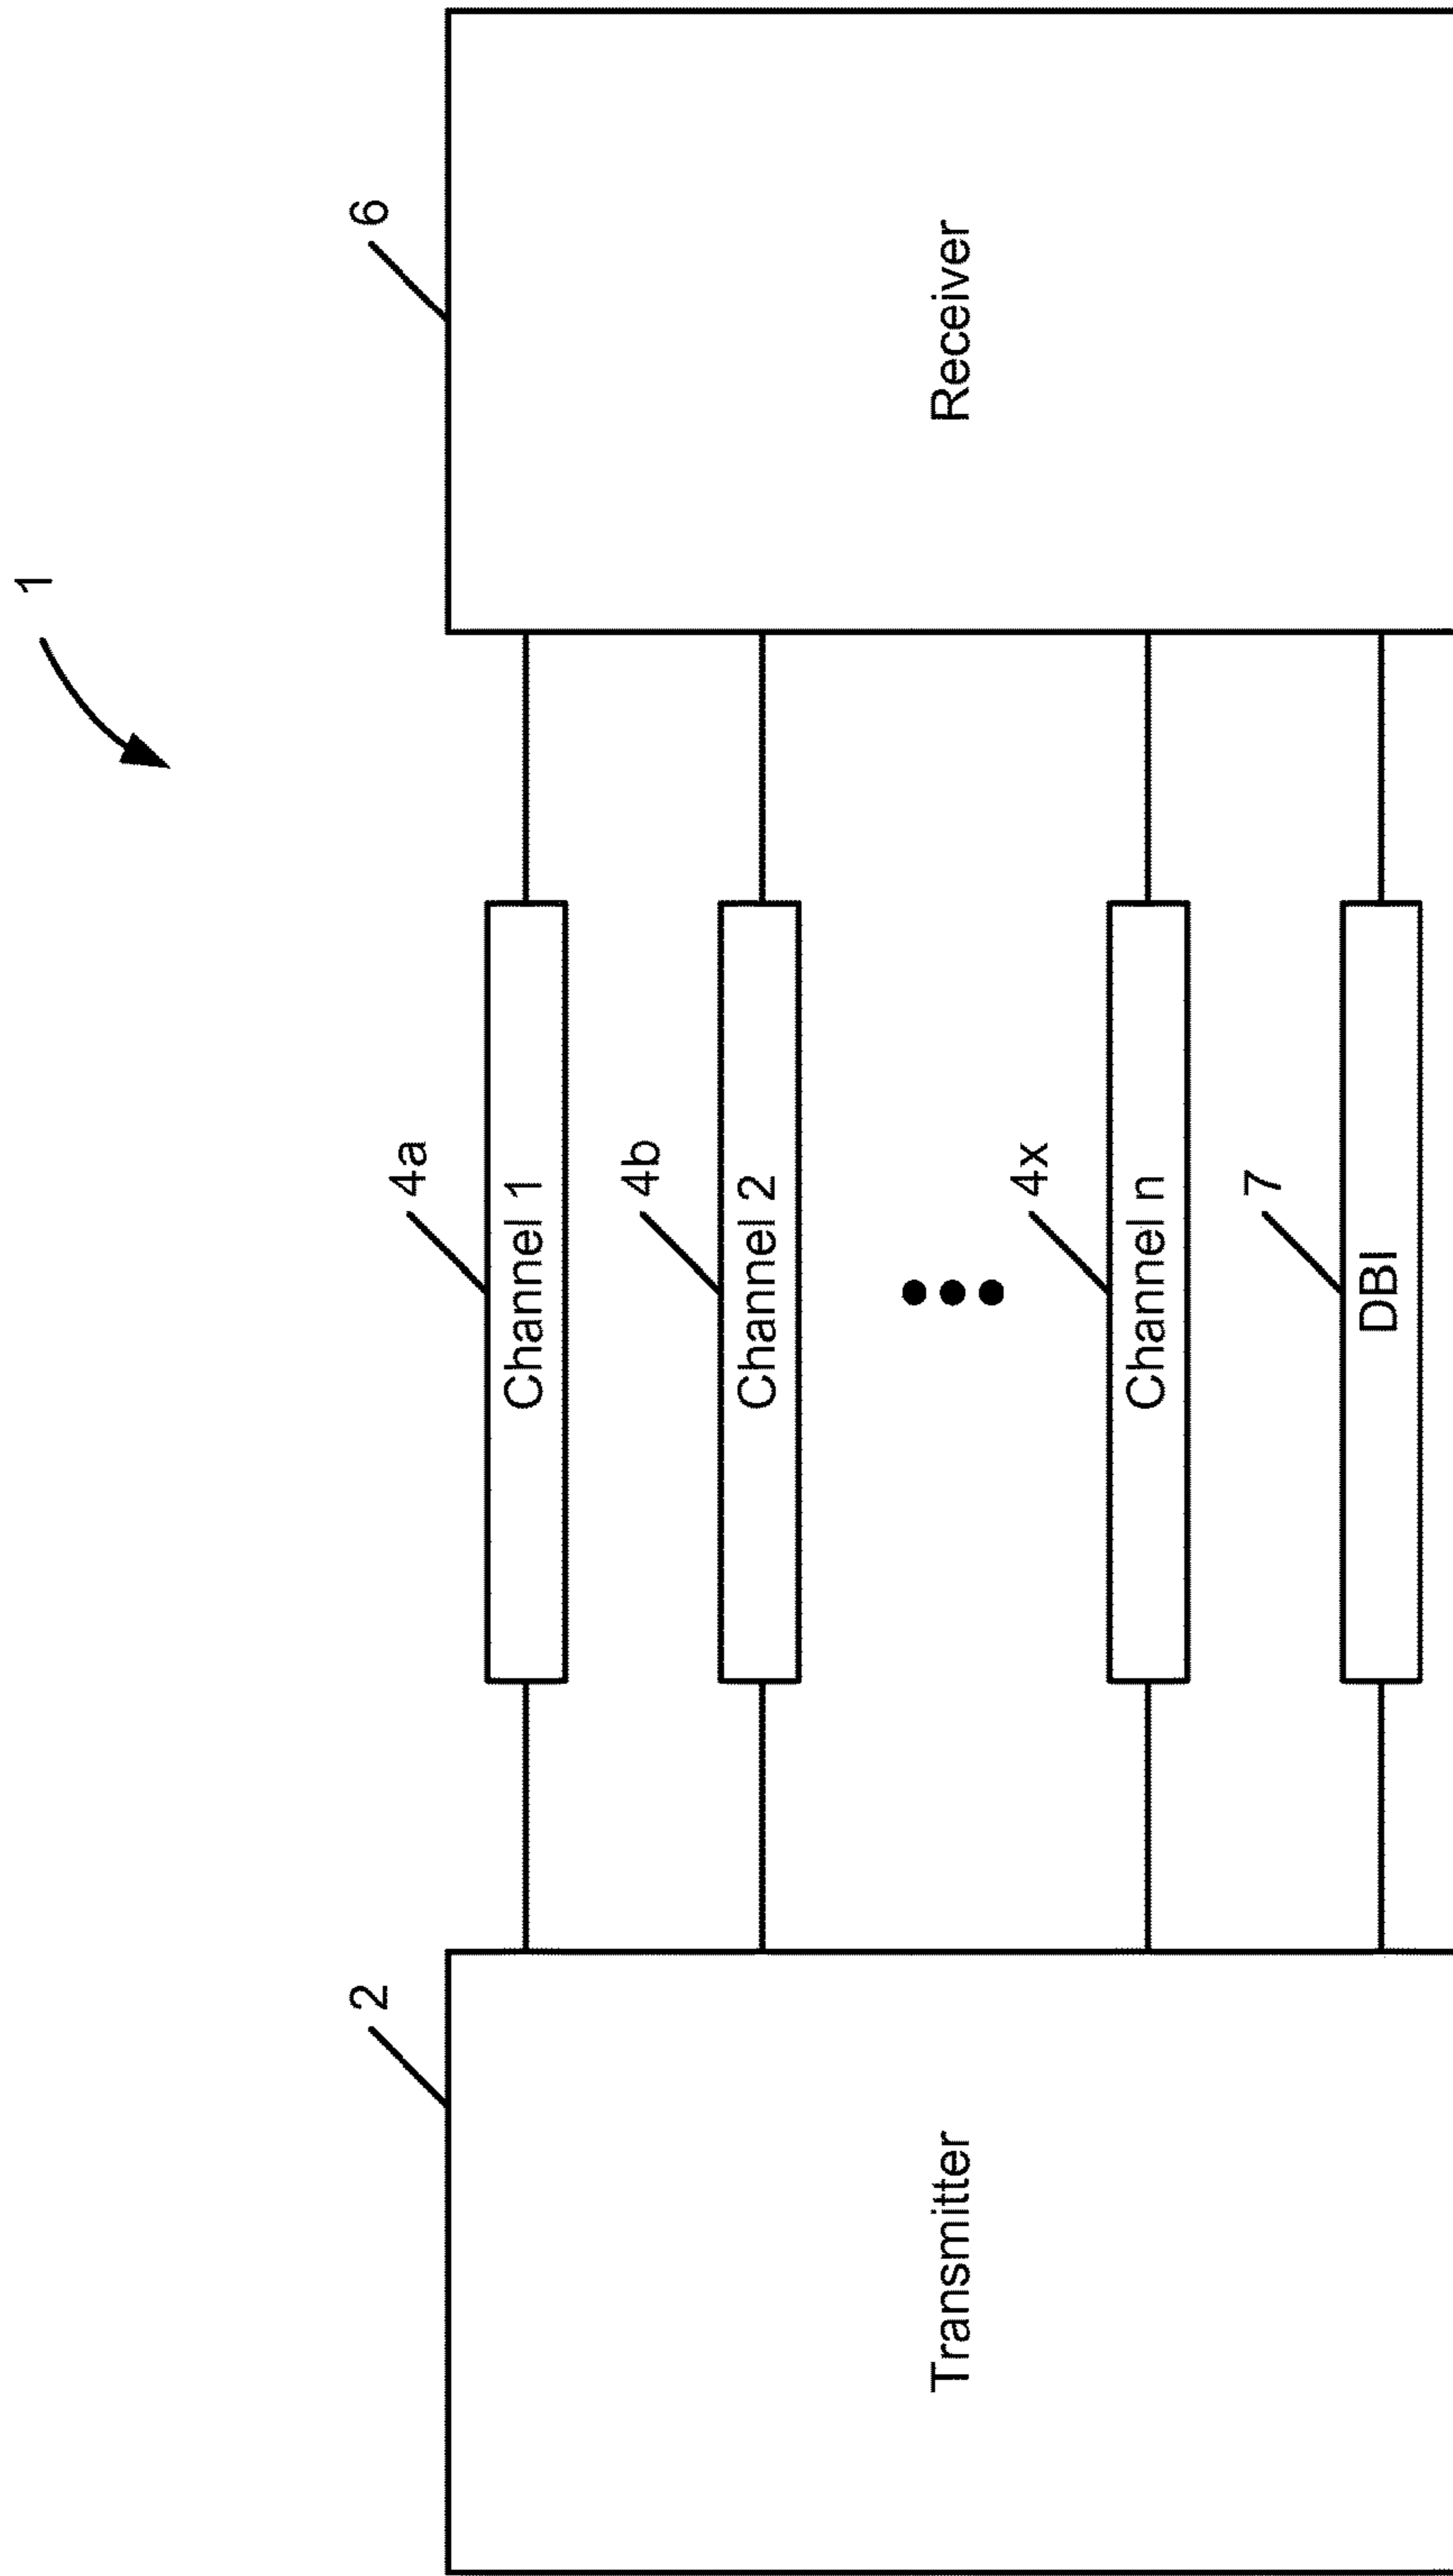 1
2
6
Transmitter
Receiver
4a
Channel 1
4b
Channel 2
4x
Channel n
7
DBI